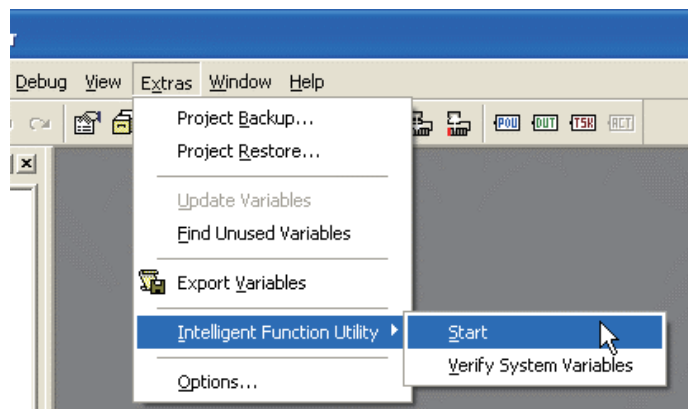 Debug View Extras Window Help
POU DUT TSK ACT
Project Backup...
Project Restore...
Update Variables
Find Unused Variables
Export Variables
Intelligent Function Utility Start
Verify System Variables
Options...